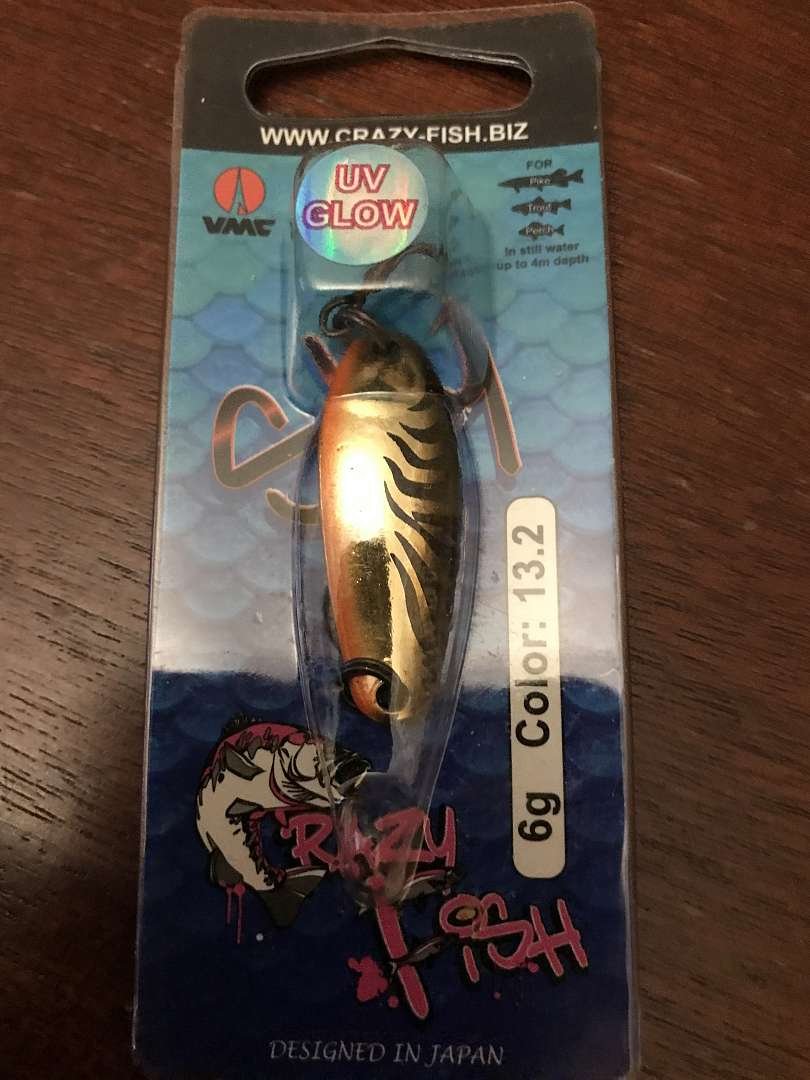 WWW.CRAZY-FISH.BIZ
VMC
UV
GLOW
FOR
Pike
Trout
Perch
In still water
up to 4m depth
6g Color: 13.2
CRAZY
FISH
DESIGNED IN JAPAN